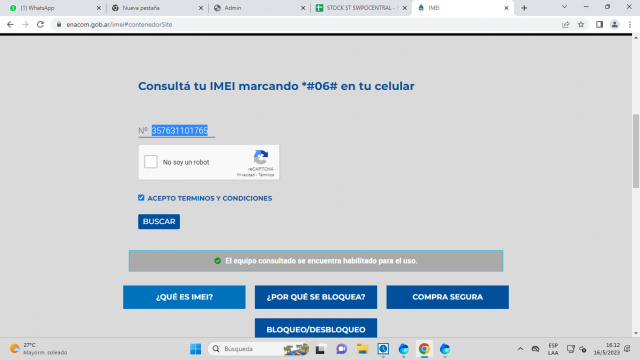 (1) WhatsApp
Nueva pestaña
Admin
STOCK ST SWPOCENTRAL -
IMEI
enacom.gob.ar/imei#contenedorSite
Consultá tu IMEI marcando *#06# en tu celular
Nº 357631101765
No soy un robot
reCAPTCHA
Privacidad - Términos
ACEPTO TERMINOS Y CONDICIONES
BUSCAR
El equipo consultado se encuentra habilitado para el uso.
¿QUÉ ES IMEI?
¿POR QUÉ SE BLOQUEA?
COMPRA SEGURA
BLOQUEO/DESBLOQUEO
27°C
Mayorm. soleado
Búsqueda
ESP
LAA
16:12
16/5/2023